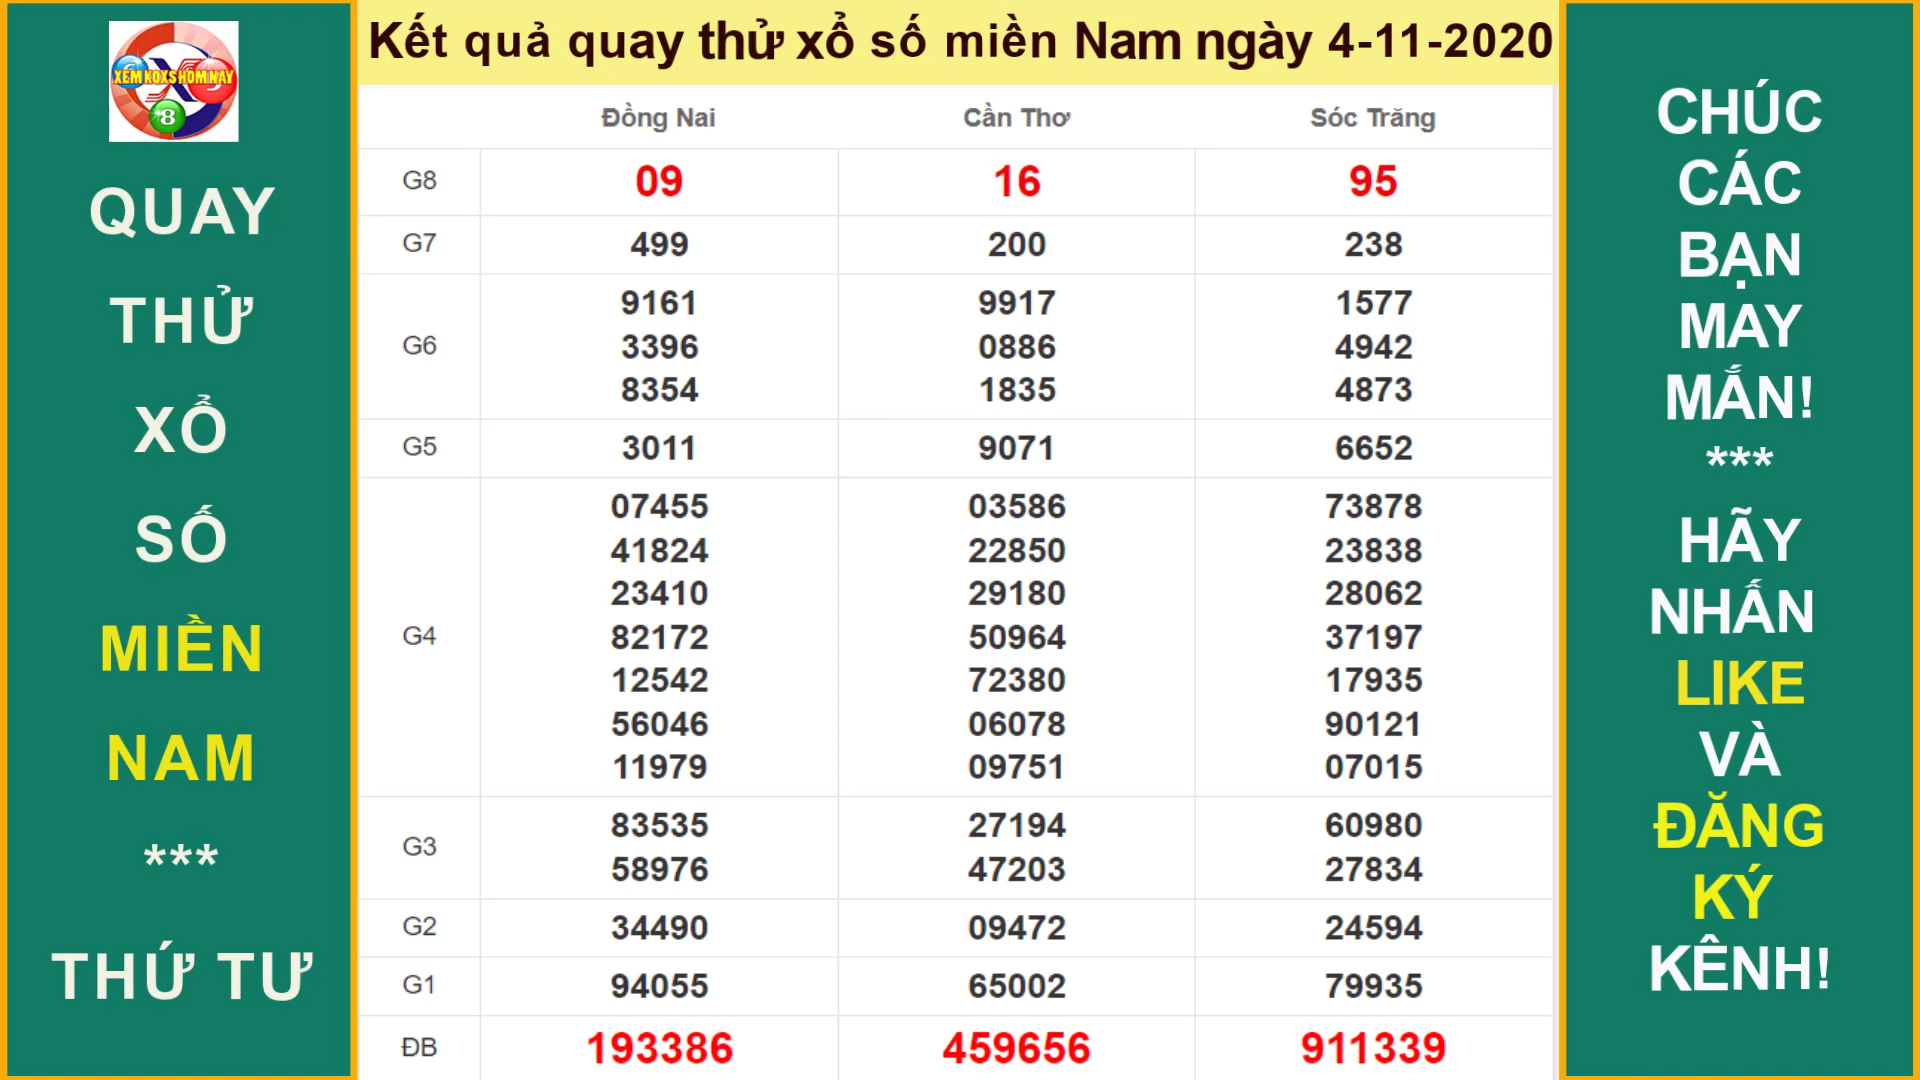 XEMKQXSHOMNAY
8
QUAY
THỬ
XỔ
SỐ
MIỀN
NAM
***
THỨ TƯ
Kết quả quay thử xổ số miền Nam ngày 4-11-2020
Đồng Nai Cần Thơ Sóc Trăng
G8 09 16 95
G7 499 200 238
G6
9161 9917 1577
3396 0886 4942
8354 1835 4873
G5 3011 9071 6652
G4
07455 03586 73878
41824 22850 23838
23410 29180 28062
82172 50964 37197
12542 72380 17935
56046 06078 90121
11979 09751 07015
G3
83535 27194 60980
58976 47203 27834
G2 34490 09472 24594
G1 94055 65002 79935
ĐB 193386 459656 911339
CHÚC
CÁC
BẠN
MAY
MẮN!
***
HÃY
NHẤN
LIKE
VÀ
ĐĂNG
KÝ
KÊNH!